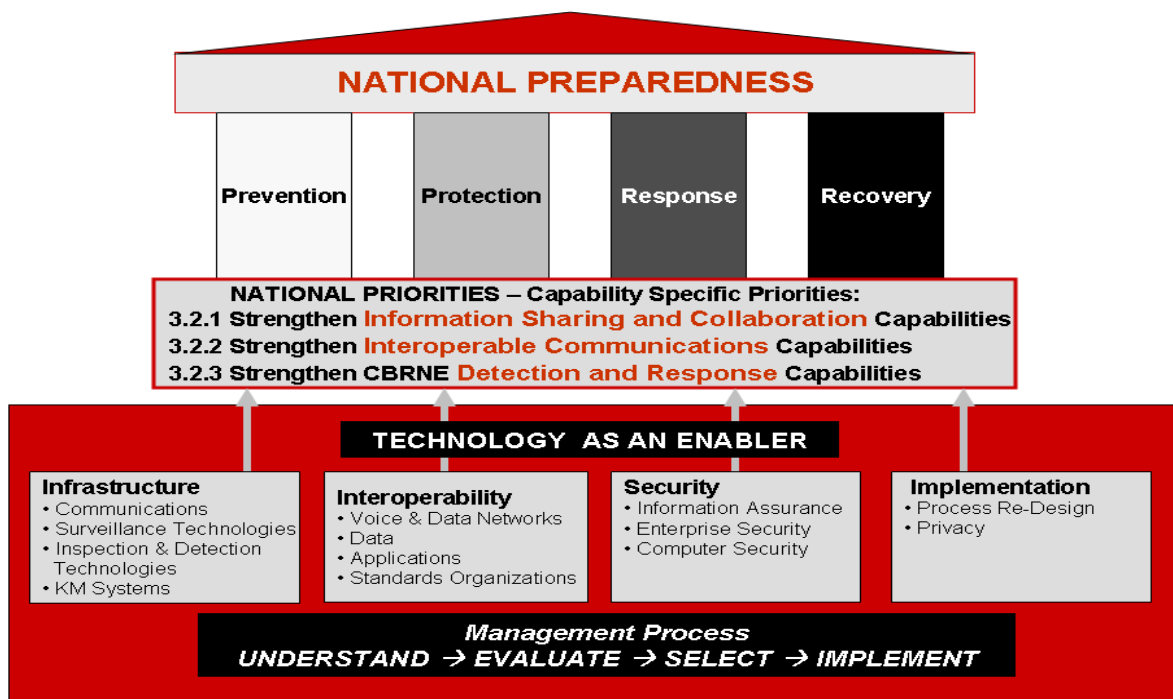 NATIONAL PREPAREDNESS
Prevention
Protection
Response
Recovery
NATIONAL PRIORITIES – Capability Specific Priorities:
3.2.1 Strengthen Information Sharing and Collaboration Capabilities
3.2.2 Strengthen Interoperable Communications Capabilities
3.2.3 Strengthen CBRNE Detection and Response Capabilities
TECHNOLOGY AS AN ENABLER
Infrastructure
• Communications
• Surveillance Technologies
• Inspection & Detection
Technologies
• KM Systems
Interoperability
• Voice & Data Networks
• Data
• Applications
• Standards Organizations
Security
• Information Assurance
• Enterprise Security
• Computer Security
Implementation
• Process Re-Design
• Privacy
Management Process
UNDERSTAND → EVALUATE → SELECT → IMPLEMENT